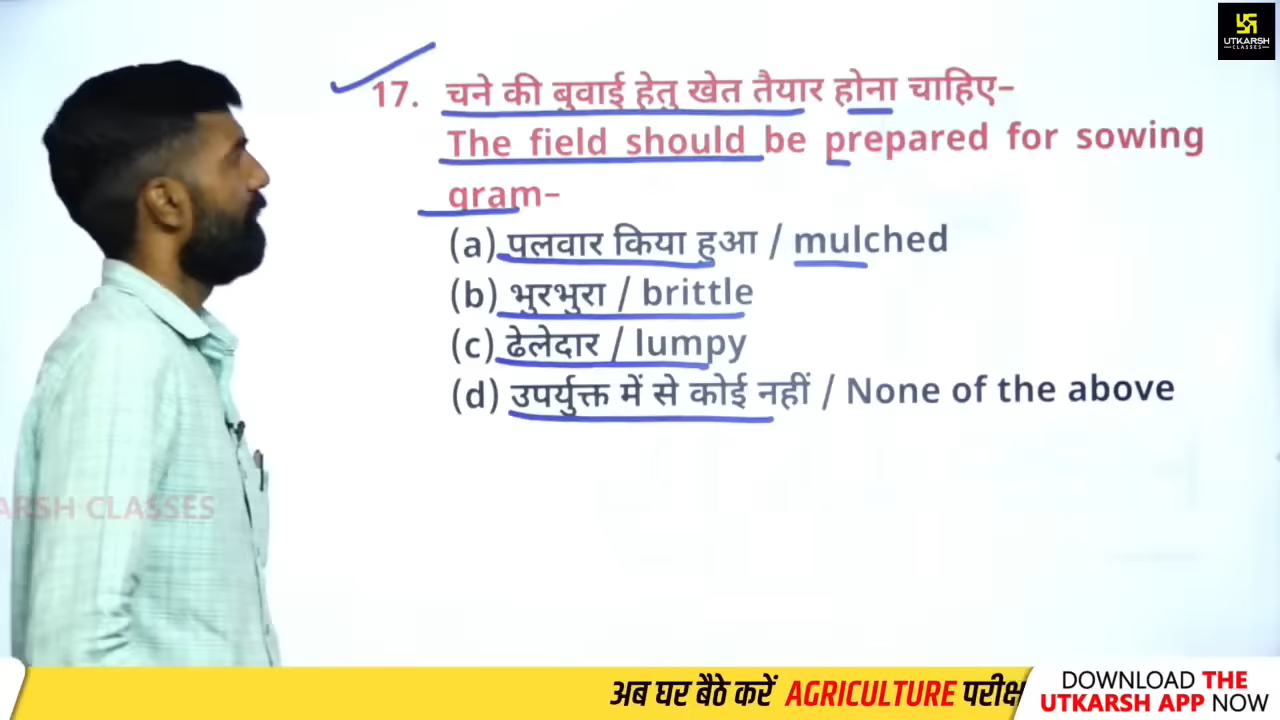 UTKARSH
CLASSES
17. चने की बुवाई हेतु खेत तैयार होना चाहिए–
The field should be prepared for sowing
gram–
(a) पलवार किया हुआ / mulched
(b) भुरभुरा / brittle
(c) ढेलेदार / lumpy
(d) उपर्युक्त में से कोई नहीं / None of the above
ARSH CLASSES
अब घर बैठे करें AGRICULTURE परीक्ष
DOWNLOAD THE
UTKARSH APP NOW